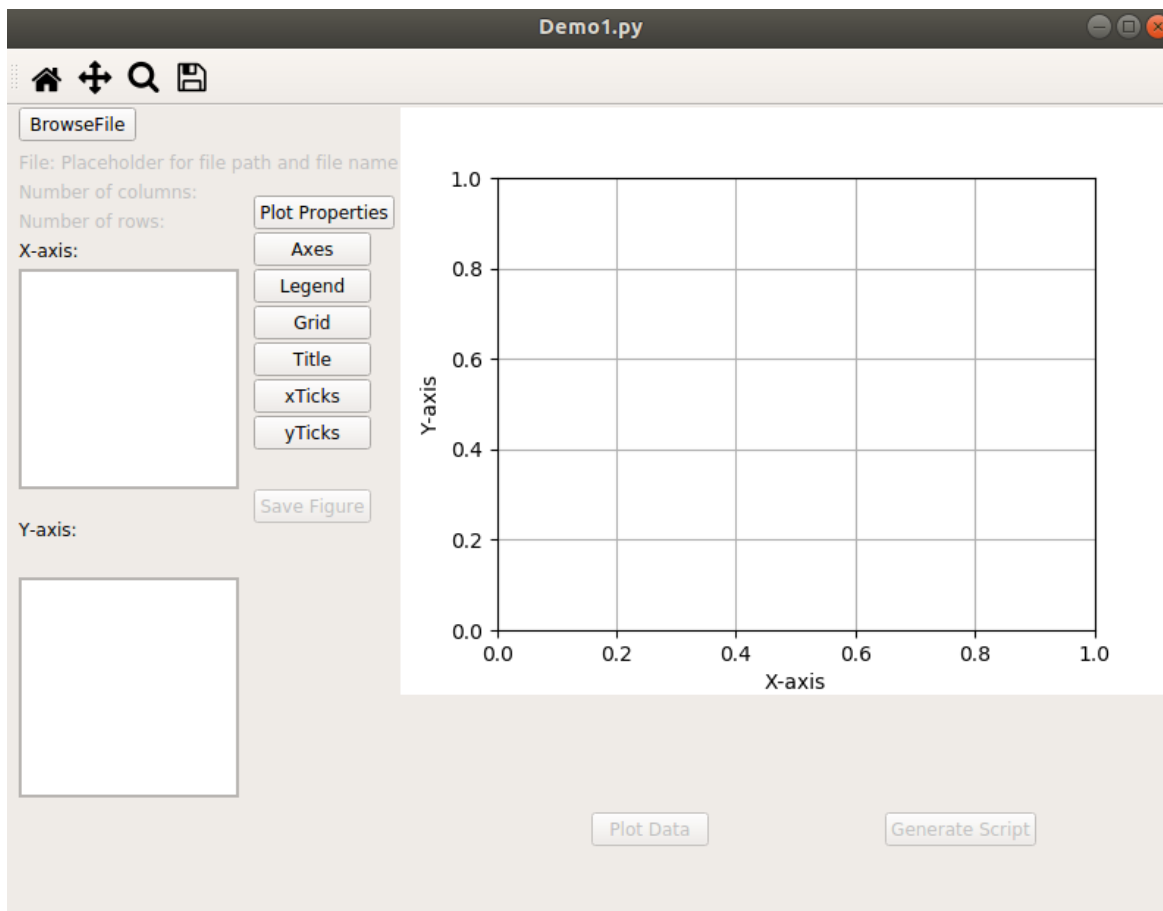 Demo1.py
BrowseFile
File: Placeholder for file path and file name
Number of columns:
Number of rows:
X-axis:
Y-axis:
Plot Properties
Axes
Legend
Grid
Title
xTicks
yTicks
Save Figure
1.0
0.8
0.6
0.4
0.2
0.0
Y-axis
0.0 0.2 0.4 0.6 0.8 1.0
X-axis
Plot Data
Generate Script